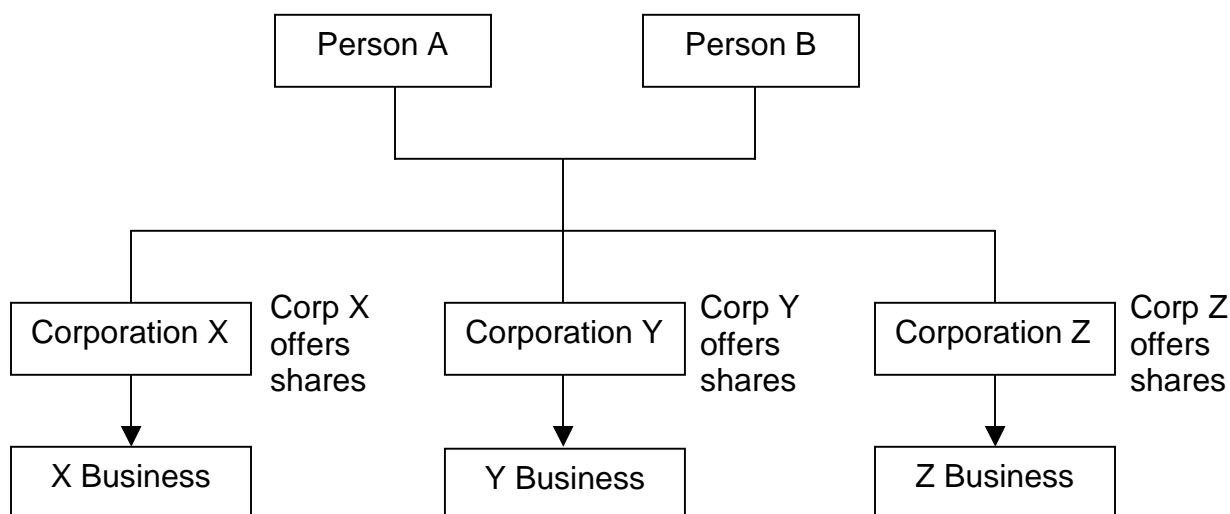 Person A
Person B
Corporation X
Corp X
offers
shares
Corporation Y
Corp Y
offers
shares
Corporation Z
Corp Z
offers
shares
X Business
Y Business
Z Business